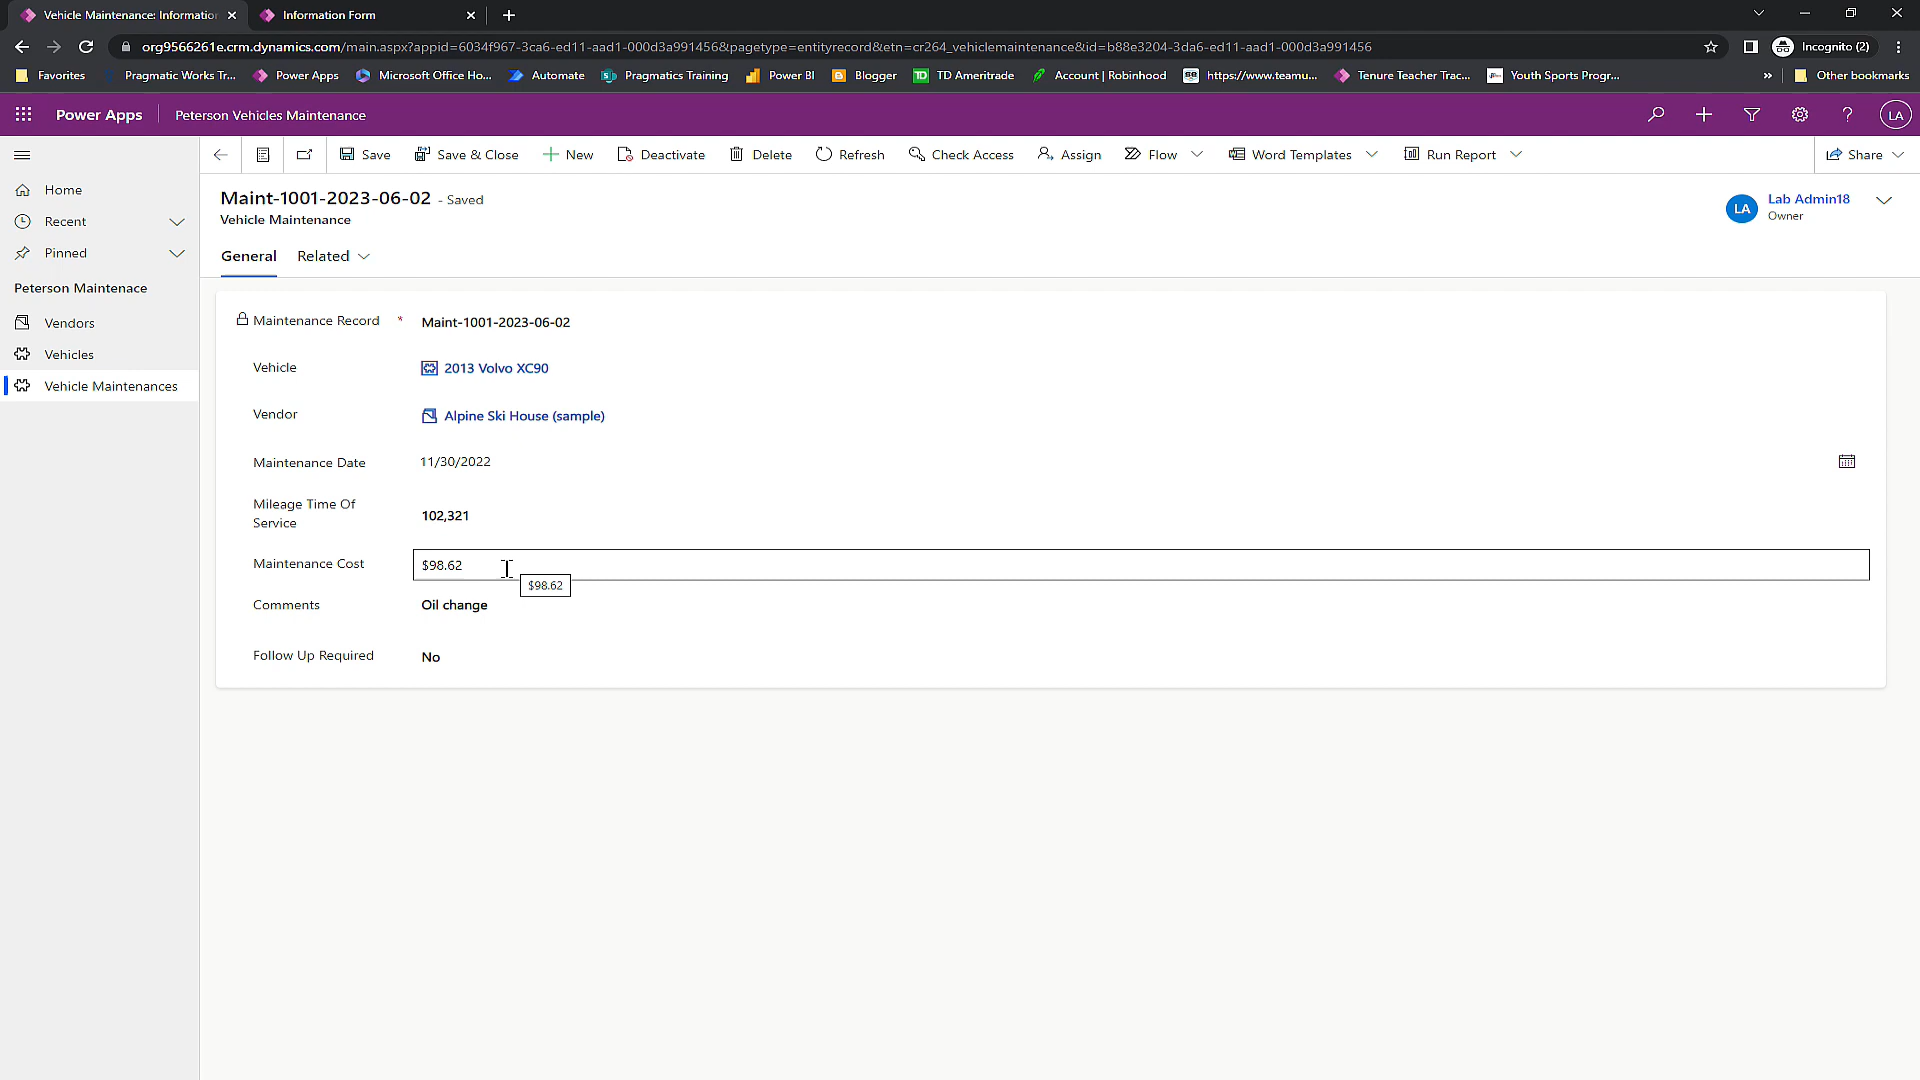 Vehicle Maintenance: Information
Information Form
org9566261e.crm.dynamics.com/main.aspx?appid=6034f967-3ca6-ed11-aad1-000d3a991456&pagetype=entityrecord&etn=cr264_vehiclemaintenance&id=b88e3204-3da6-ed11-aad1-000d3a991456
Incognito (2)
Favorites
Pragmatic Works Tr...
Power Apps
Microsoft Office Ho...
Automate
Pragmatics Training
Power BI
Blogger
TD Ameritrade
Account | Robinhood
https://www.teamu...
Tenure Teacher Trac...
Youth Sports Progr...
»
Other bookmarks
Power Apps
Peterson Vehicles Maintenance
LA
Save
Save & Close
New
Deactivate
Delete
Refresh
Check Access
Assign
Flow
Word Templates
Run Report
Share
Home
Recent
Pinned
Peterson Maintenace
Vendors
Vehicles
Vehicle Maintenances
Maint-1001-2023-06-02 - Saved
Vehicle Maintenance
LA
Lab Admin18
Owner
General
Related
Maintenance Record * Maint-1001-2023-06-02
Vehicle 2013 Volvo XC90
Vendor Alpine Ski House (sample)
Maintenance Date 11/30/2022
Mileage Time Of
Service
102,321
Maintenance Cost $98.62
$98.62
Comments Oil change
Follow Up Required No